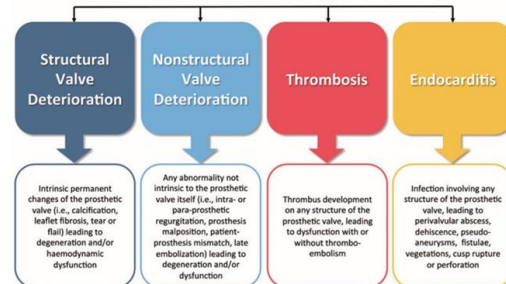 Structural
Valve
Deterioration
Nonstructural
Valve
Deterioration
Thrombosis
Endocarditis
Intrinsic permanent
changes of the prosthetic
valve (i.e., calcification,
leaflet fibrosis, tear or
flail) leading to
degeneration and/or
haemodynamic
dysfunction
Any abnormality not
intrinsic to the prosthetic
valve itself (i.e., intra- or
para-prosthetic
regurgitation, prosthesis
malposition, patient-
prosthesis mismatch, late
embolization) leading to
degeneration and/or
dysfunction
Thrombus development
on any structure of the
prosthetic valve, leading
to dysfunction with or
without thrombo-
embolism
Infection involving any
structure of the prosthetic
valve, leading to
perivalvular abscess,
dehiscence, pseudo-
aneurysms, fistulae,
vegetations, cusp rupture
or perforation